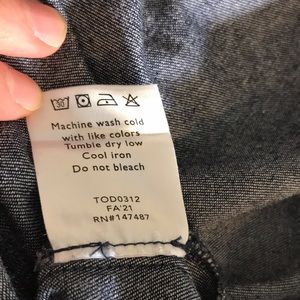 30
Machine wash cold
with like colors
Tumble dry low
Cool iron
Do not bleach
TOD0312
FA'21
RN#147487